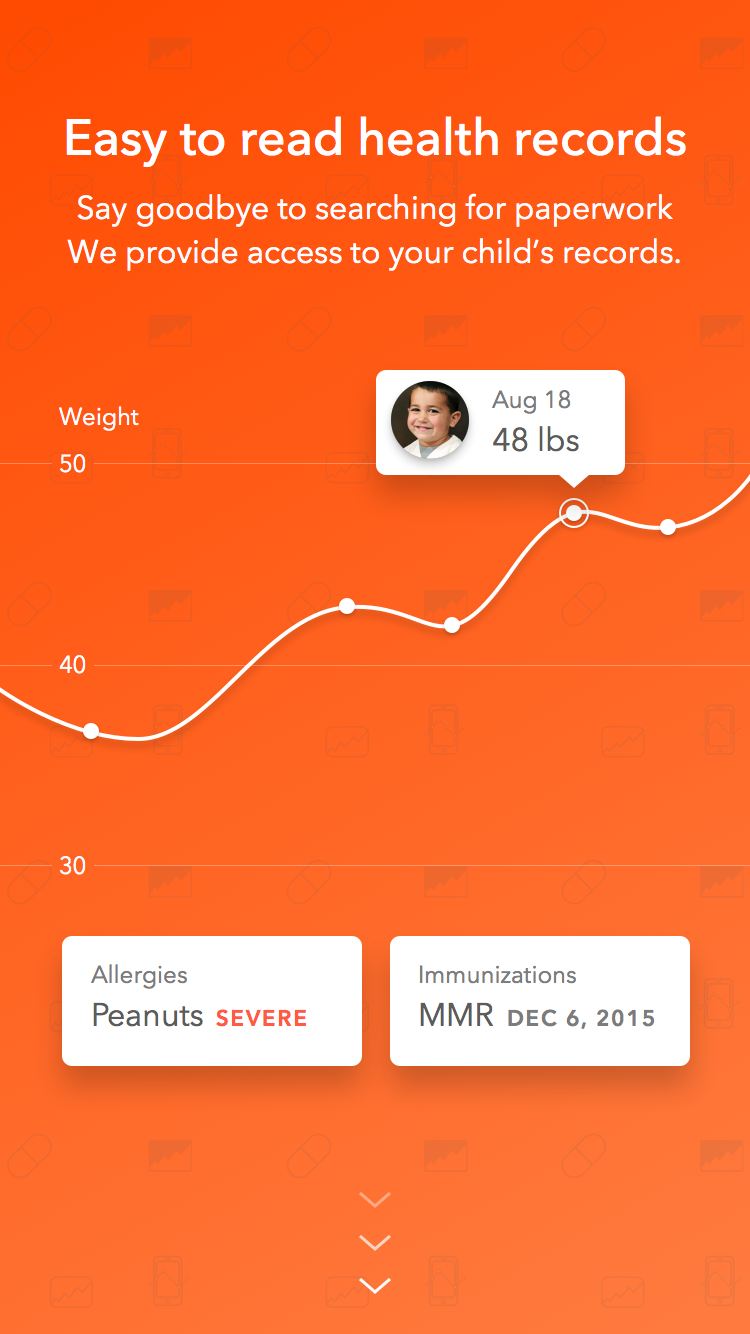 Easy to read health records
Say goodbye to searching for paperwork
We provide access to your child’s records.
Weight
Aug 18
48 lbs
50
40
30
Allergies
Peanuts SEVERE
Immunizations
MMR DEC 6, 2015